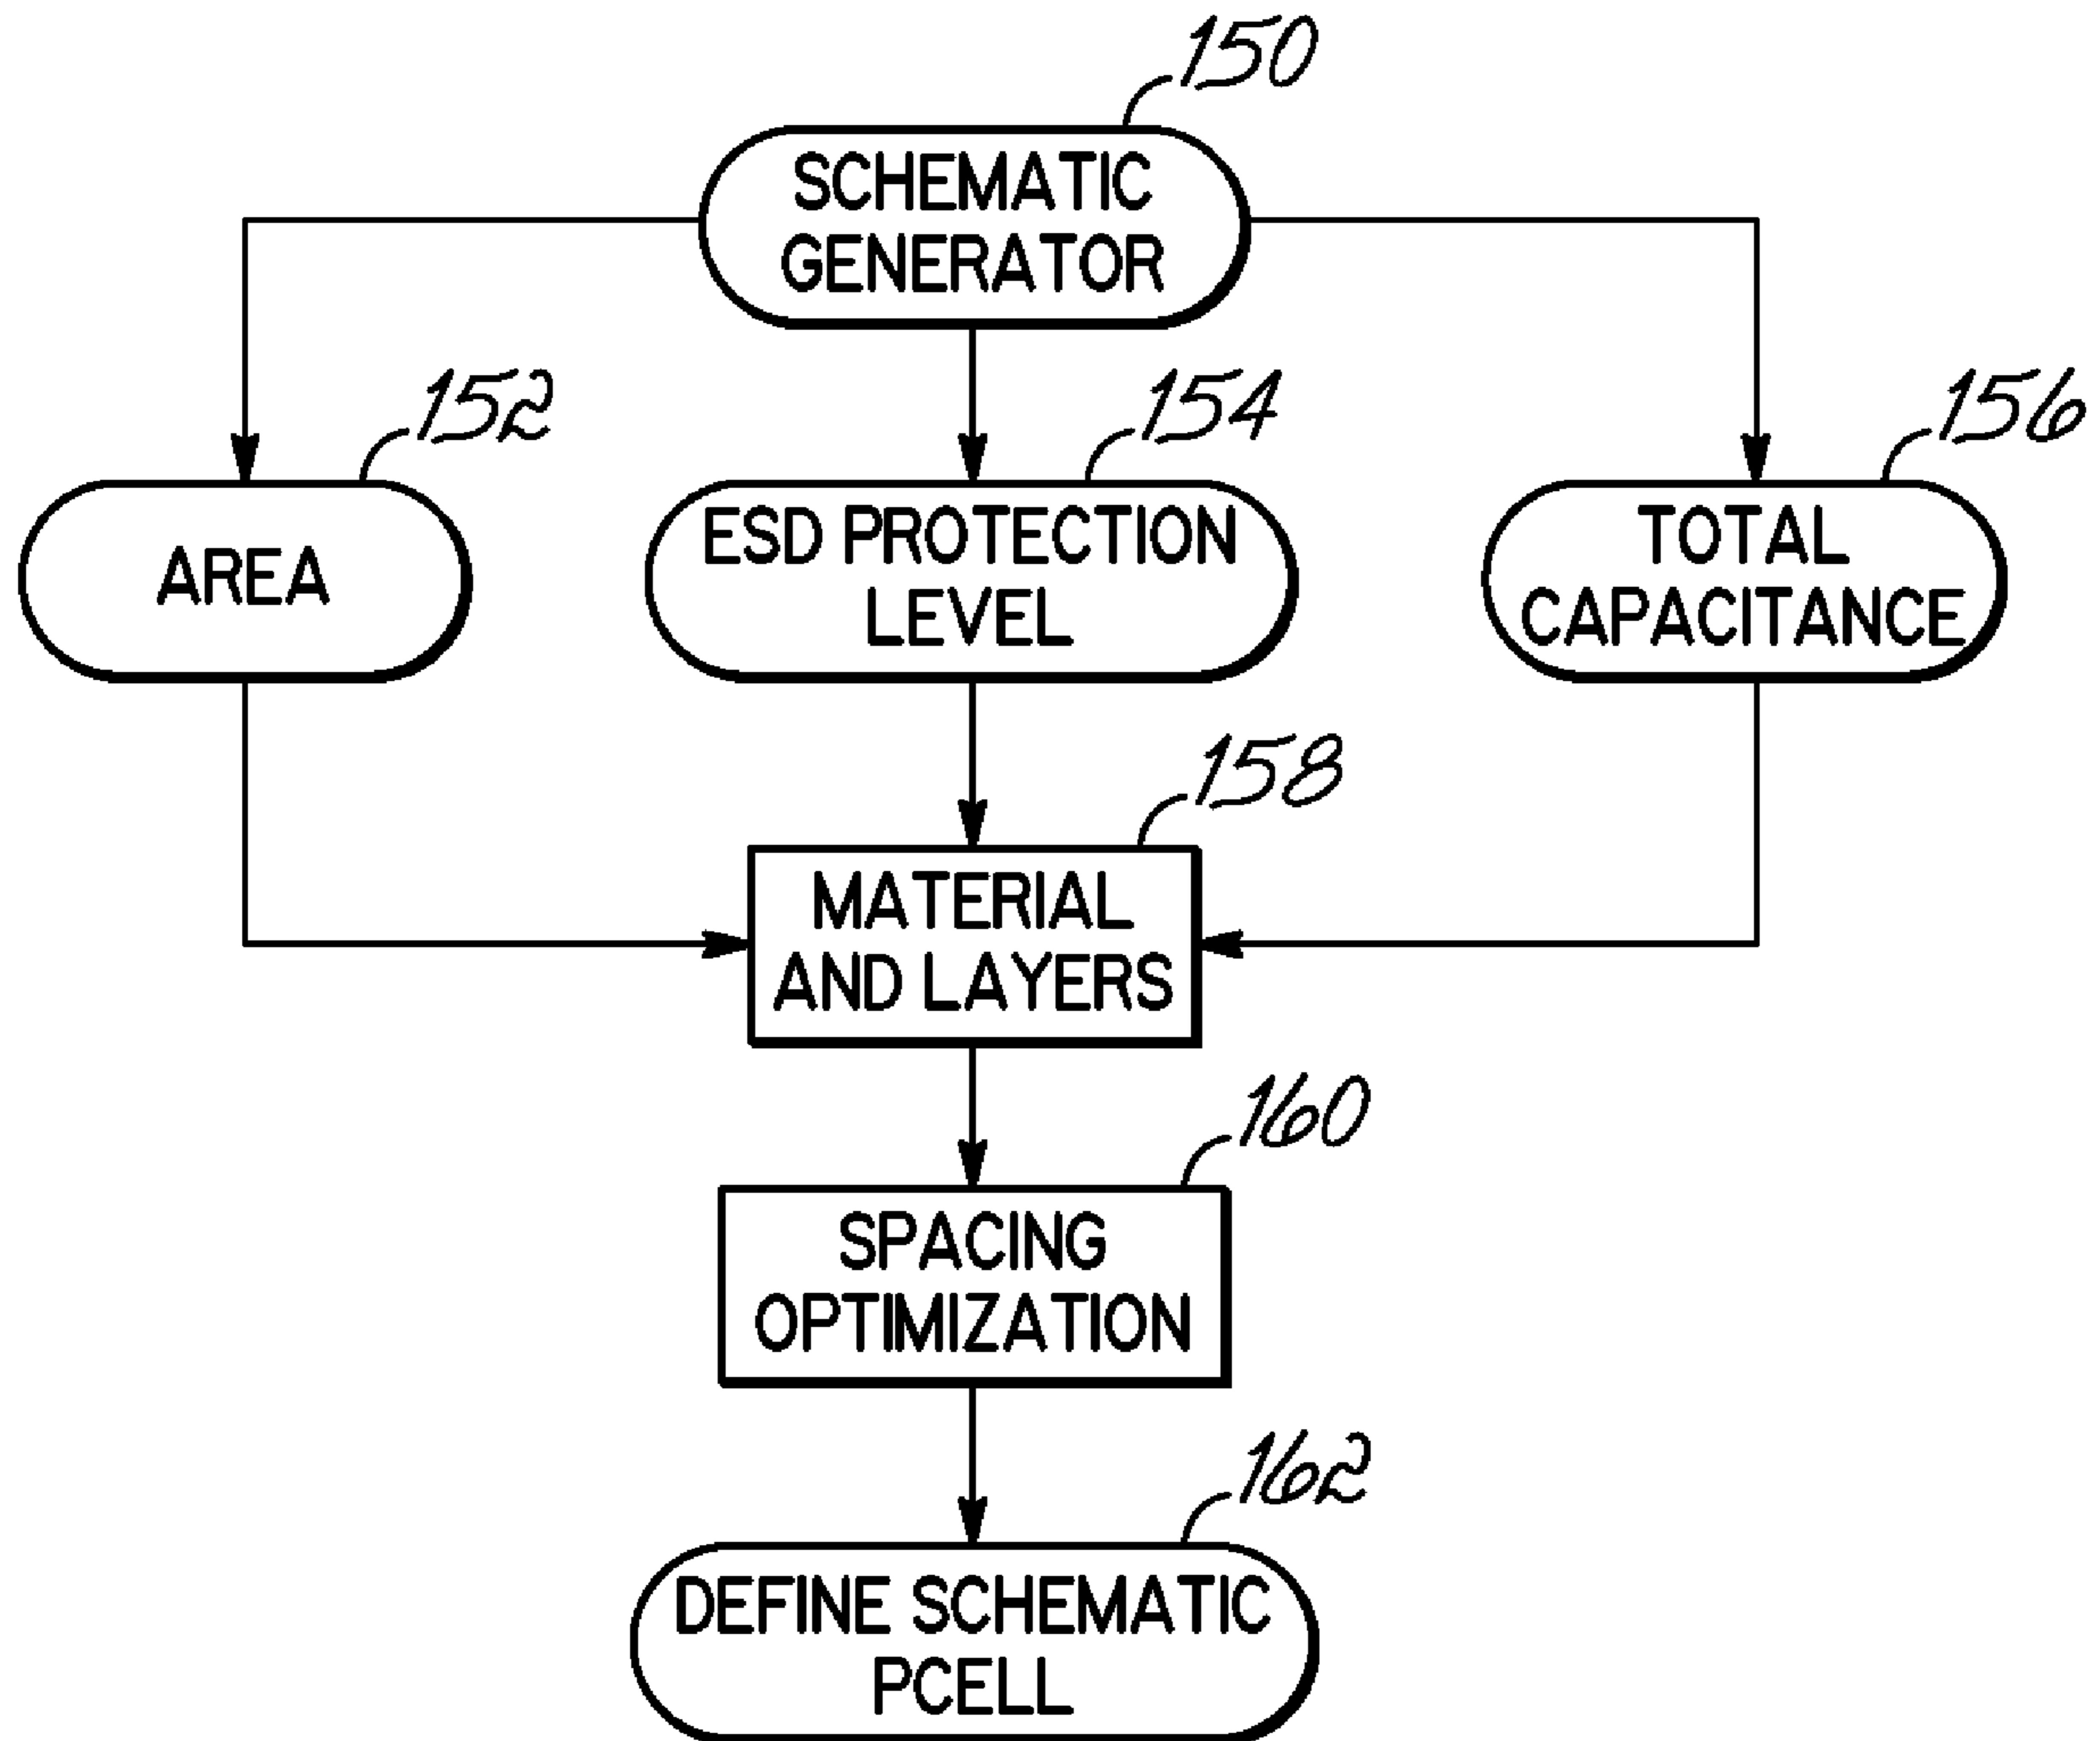 150
SCHEMATIC
GENERATOR
152
154
156
AREA
ESD PROTECTION
LEVEL
TOTAL
CAPACITANCE
158
MATERIAL
AND LAYERS
160
SPACING
OPTIMIZATION
162
DEFINE SCHEMATIC
PCELL